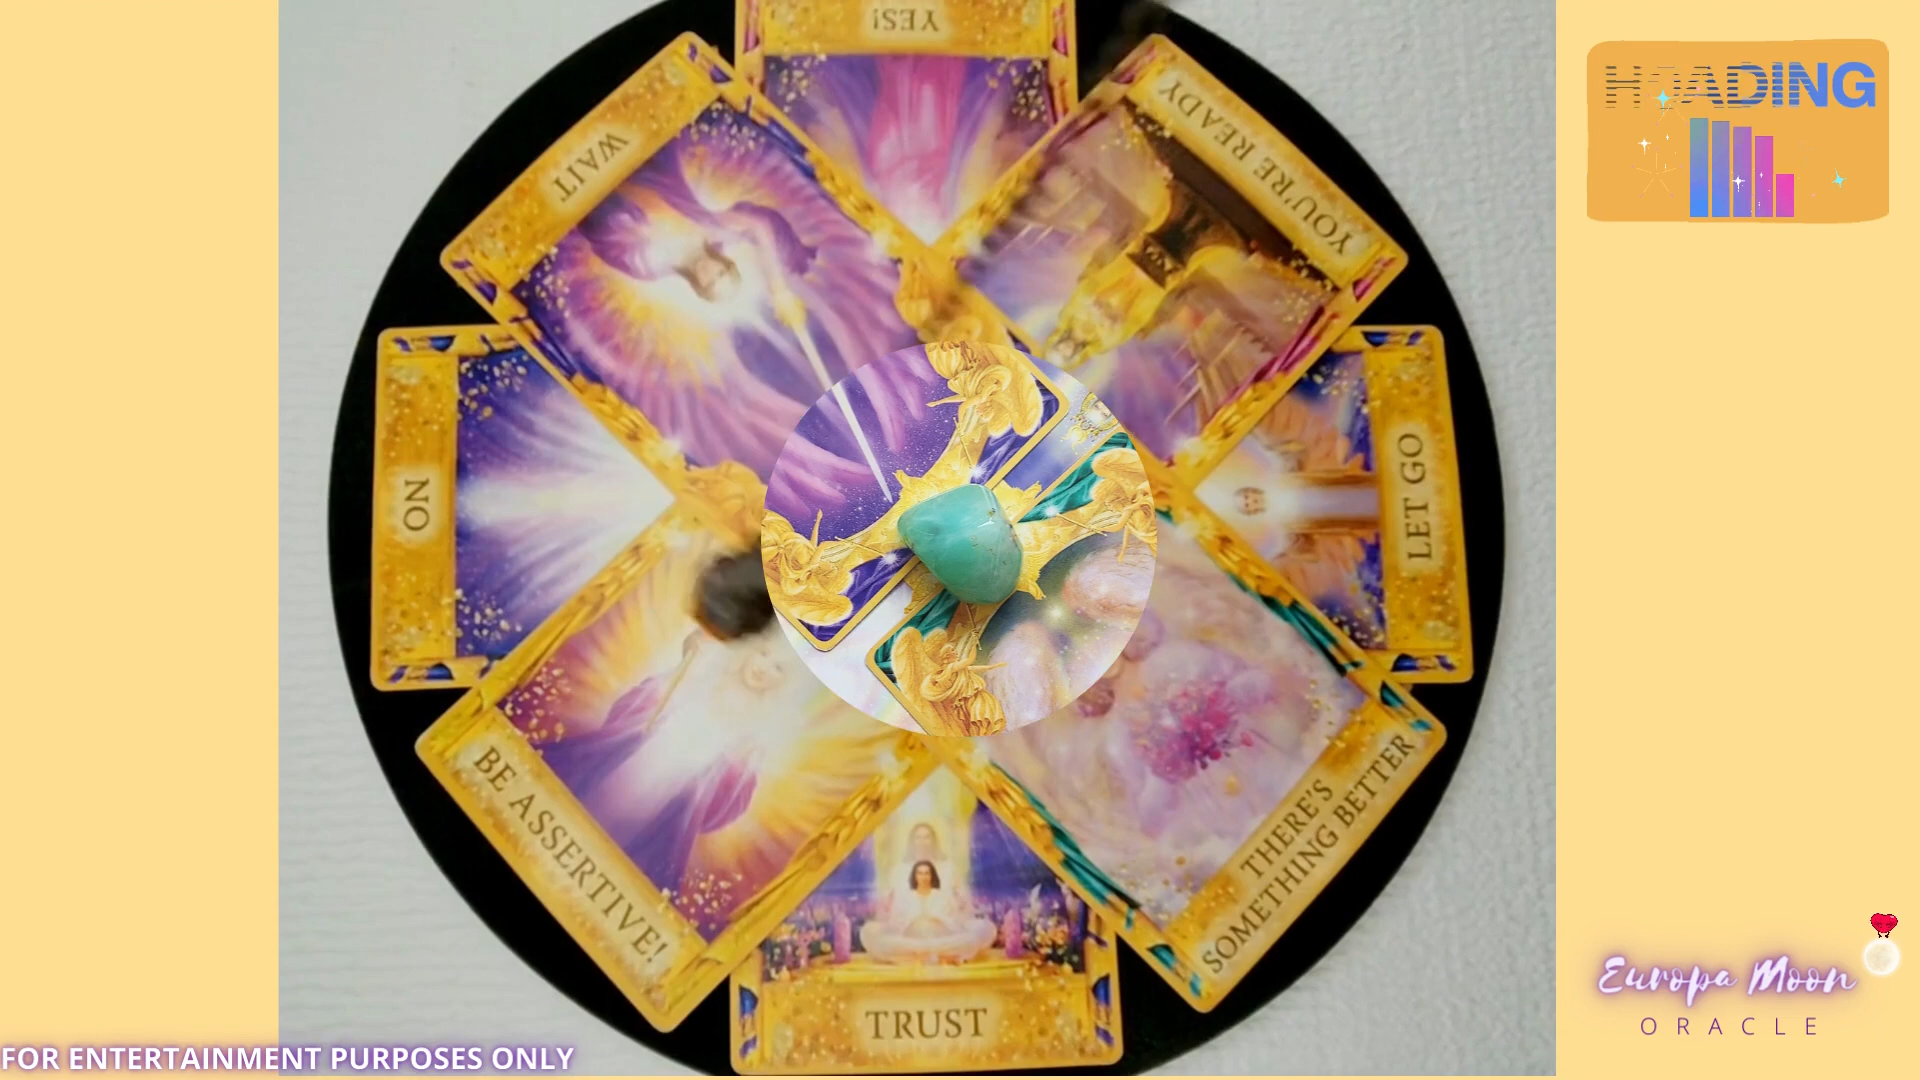 YES!
WAIT
YOU'RE READY
NO
LET GO
BE ASSERTIVE!
THERE'S
SOMETHING BETTER
TRUST
Europa Moon
ORACLE
FOR ENTERTAINMENT PURPOSES ONLY